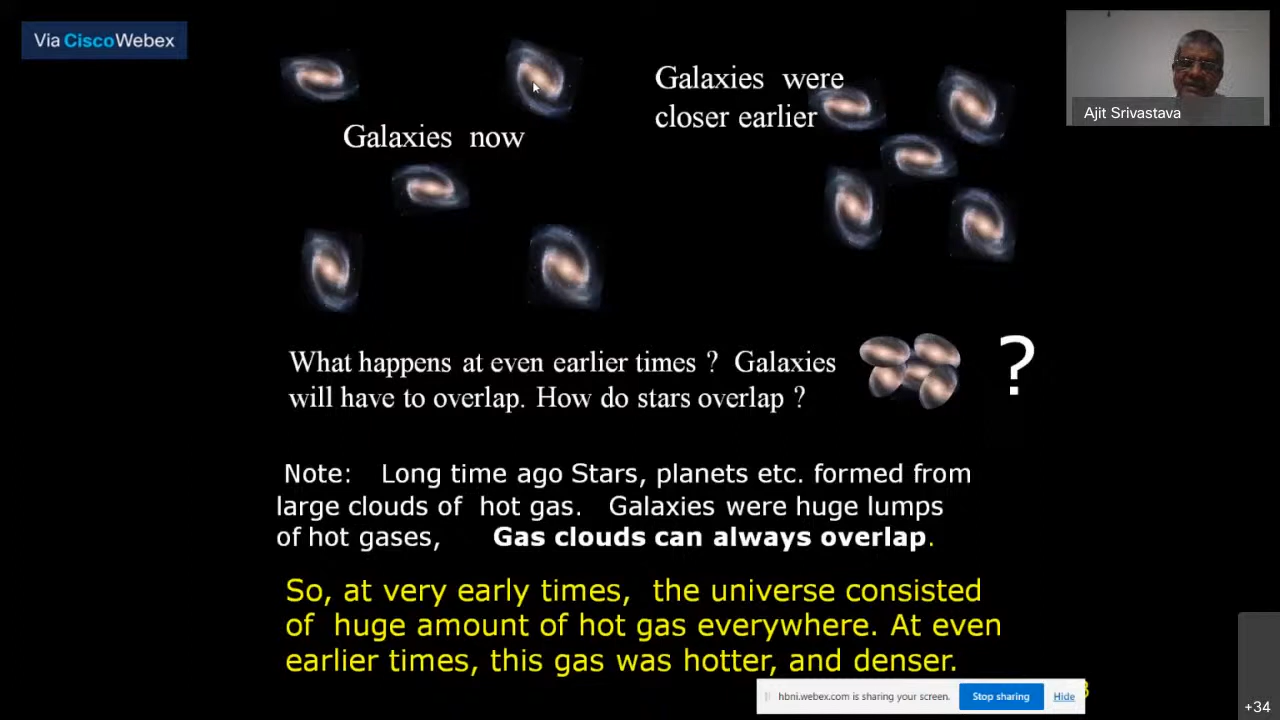 Via Cisco Webex
Galaxies now
Galaxies were
closer earlier
Ajit Srivastava
What happens at even earlier times ? Galaxies
will have to overlap. How do stars overlap ?
?
Note: Long time ago Stars, planets etc. formed from
large clouds of hot gas. Galaxies were huge lumps
of hot gases, Gas clouds can always overlap.
So, at very early times, the universe consisted
of huge amount of hot gas everywhere. At even
earlier times, this gas was hotter, and denser.
hbni.webex.com is sharing your screen. Stop sharing Hide
+34